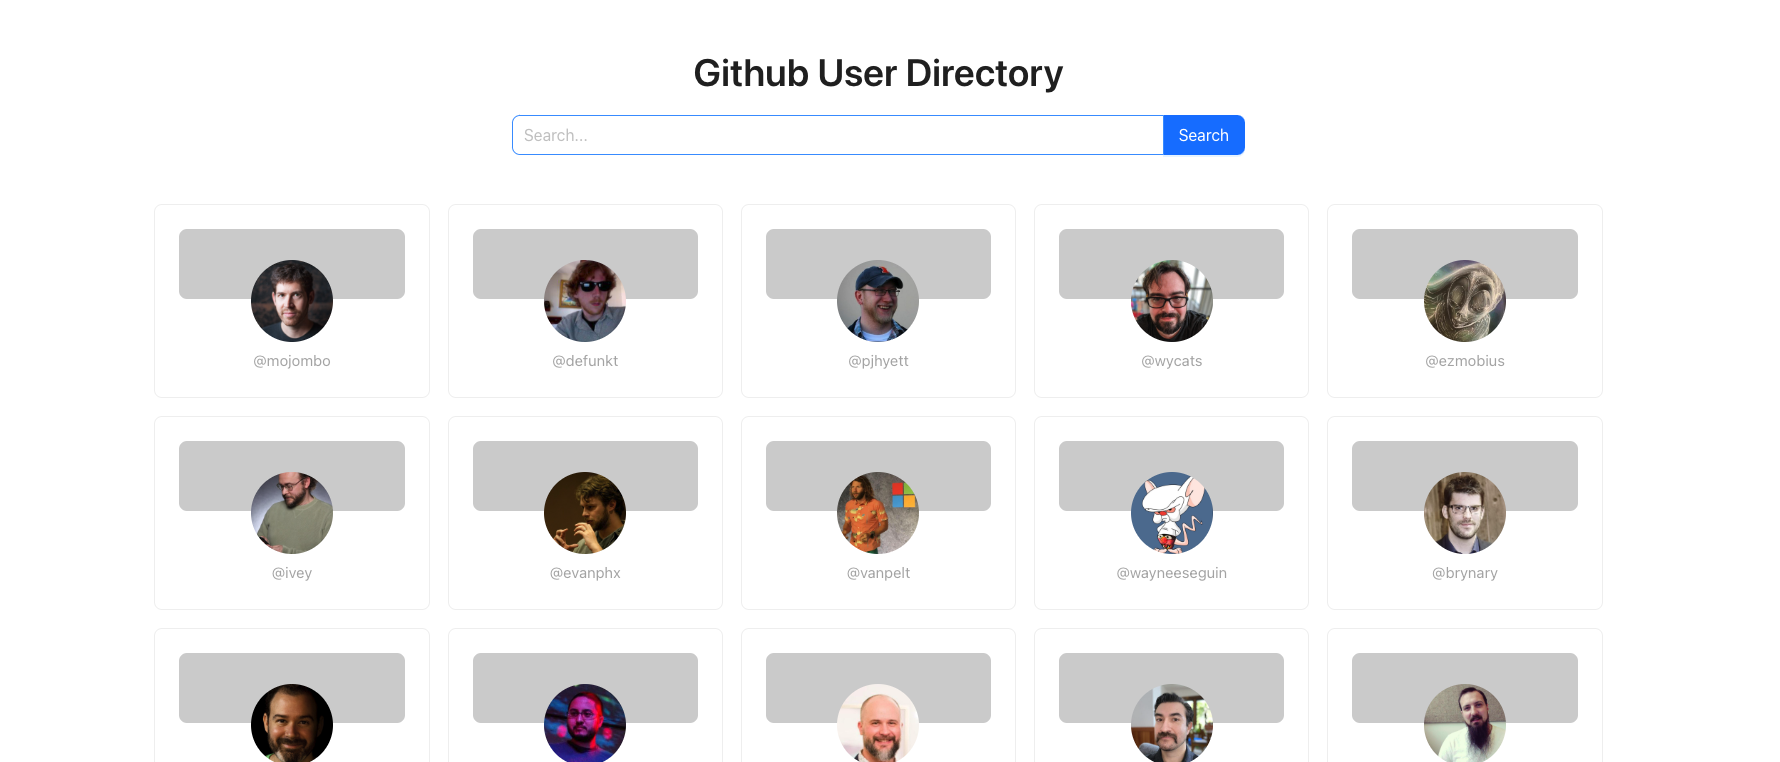 Github User Directory
Search...
Search
@mojombo
@defunkt
@pjhyett
@wycats
@ezmobius
@ivey
@evanphx
@vanpelt
@wayneeseguin
@brynary